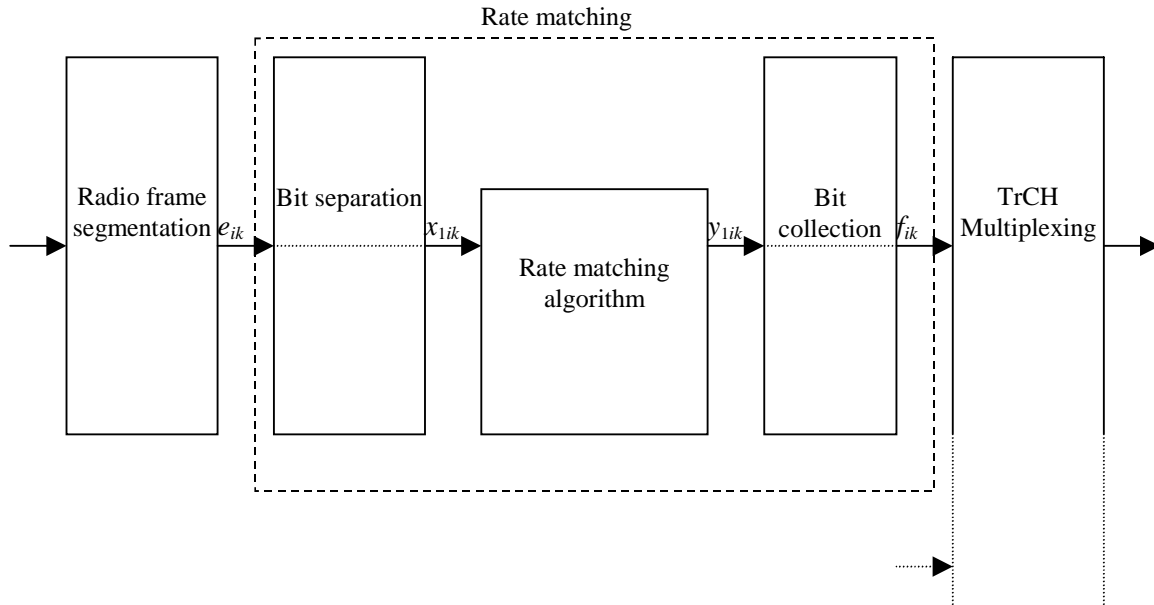 Rate matching
Radio frame
segmentation
e_ik
Bit separation
x_1ik
Rate matching
algorithm
y_1ik
Bit
collection
f_ik
TrCH
Multiplexing